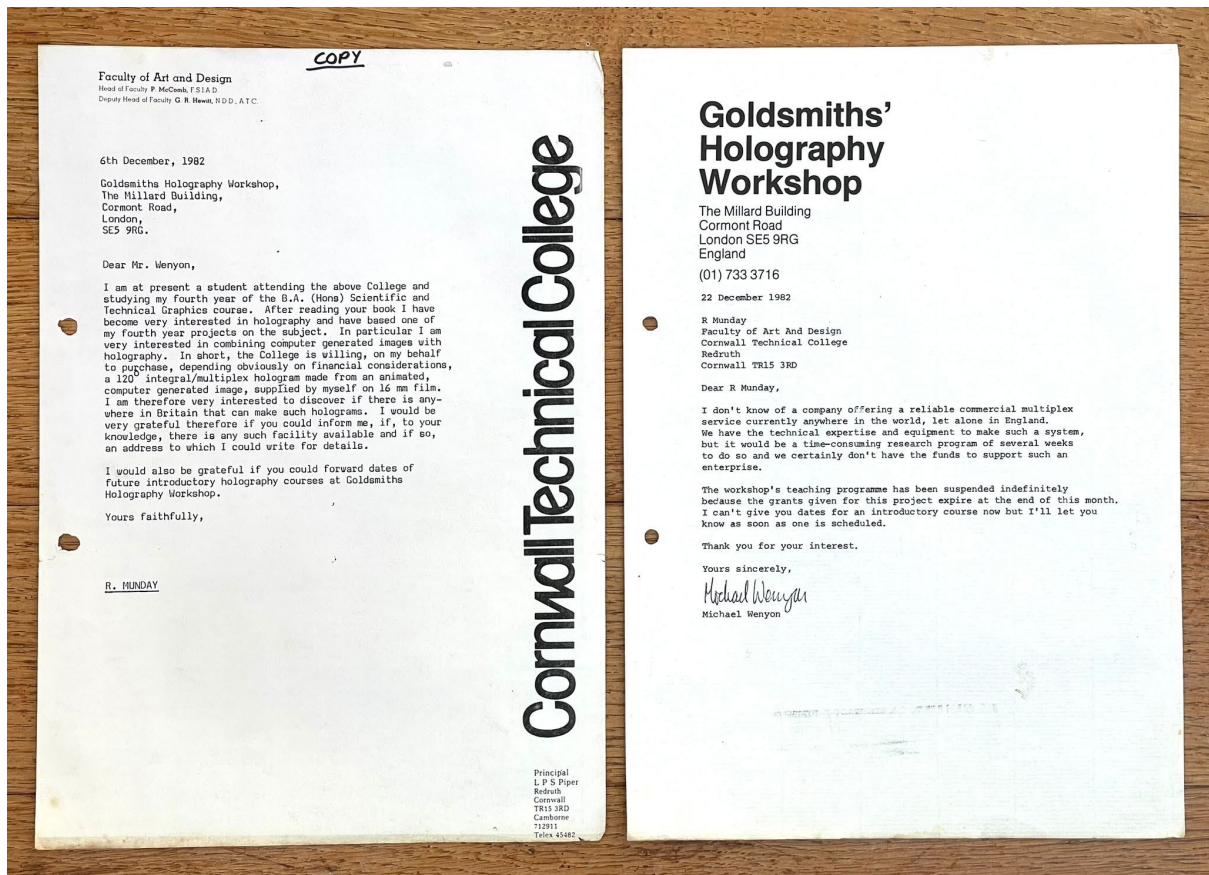 COPY
Faculty of Art and Design
Head of Faculty P. McComb, F.S.I.A.D.
Deputy Head of Faculty G. R. Hewitt, N.D.D., A.T.C.
6th December, 1982
Goldsmiths Holography Workshop,
The Millard Building,
Cormont Road,
London,
SE5 9RG.
Dear Mr. Wenyon,
I am at present a student attending the above College and
studying my fourth year of the B.A. (Hons) Scientific and
Technical Graphics course. After reading your book I have
become very interested in holography and have based one of
my fourth year projects on the subject. In particular I am
very interested in combining computer generated images with
holography. In short, the College is willing, on my behalf
to purchase, depending obviously on financial considerations,
a 120° integral/multiplex hologram made from an animated,
computer generated image, supplied by myself on 16 mm film.
I am therefore very interested to discover if there is any-
where in Britain that can make such holograms. I would be
very grateful therefore if you could inform me, if, to your
knowledge, there is any such facility available and if so,
an address to which I could write for details.
I would also be grateful if you could forward dates of
future introductory holography courses at Goldsmiths
Holography Workshop.
Yours faithfully,
R. MUNDAY
Cornwall Technical College
Principal
L P S Piper
Redruth
Cornwall
TR15 3RD
Camborne
712911
Telex 45482
Goldsmiths'
Holography
Workshop
The Millard Building
Cormont Road
London SE5 9RG
England
(01) 733 3716
22 December 1982
R Munday
Faculty of Art And Design
Cornwall Technical College
Redruth
Cornwall TR15 3RD
Dear R Munday,
I don't know of a company offering a reliable commercial multiplex
service currently anywhere in the world, let alone in England.
We have the technical expertise and equipment to make such a system,
but it would be a time-consuming research program of several weeks
to do so and we certainly don't have the funds to support such an
enterprise.
The workshop's teaching programme has been suspended indefinitely
because the grants given for this project expire at the end of this month.
I can't give you dates for an introductory course now but I'll let you
know as soon as one is scheduled.
Thank you for your interest.
Yours sincerely,
Michael Wenyon
Michael Wenyon